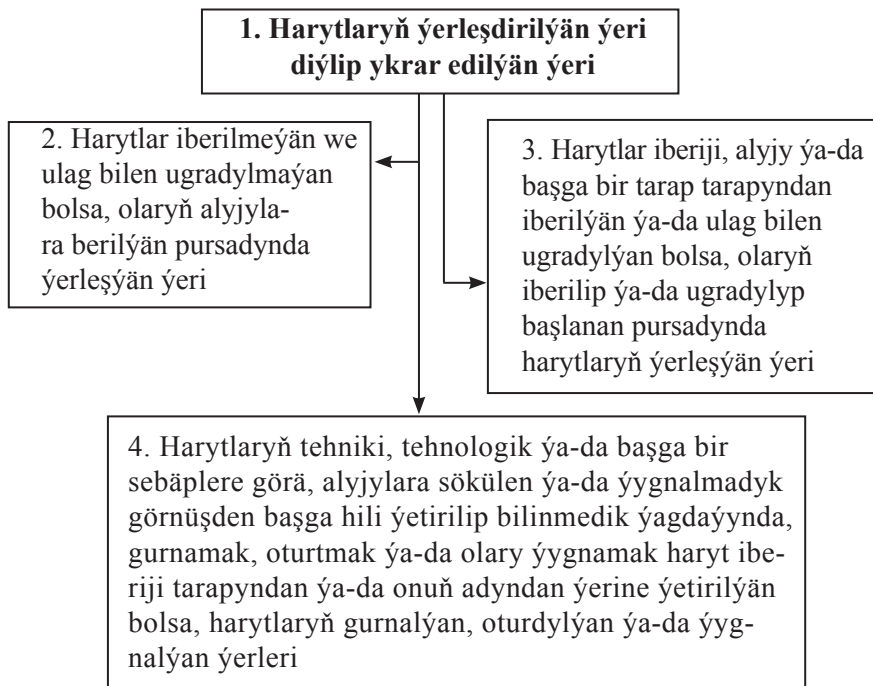 1. Harytlaryň ýerleşdirilýän ýeri
diýlip ykrar edilýän ýeri
2. Harytlar iberilmeýän we
ulag bilen ugradylmaýan
bolsa, olaryň alyjyla-
ra berilýän pursadynda
ýerleşýän ýeri
3. Harytlar iberiji, alyjy ýa-da
başga bir tarap tarapyndan
iberilýän ýa-da ulag bilen
ugradylýan bolsa, olaryň
iberilip ýa-da ugradylyp
başlanan pursadynda
harytlaryň ýerleşýän ýeri
4. Harytlaryň tehniki, tehnologik ýa-da başga bir
sebäplere görä, alyjylara sökülen ýa-da ýygnalmadyk
görnüşden başga hili ýetirilip bilinmedik ýagdaýynda,
gurnamak, oturtmak ýa-da olary ýygnamak haryt ibe-
riji tarapyndan ýa-da onuň adyndan ýerine ýetirilýän
bolsa, harytlaryň gurnalýan, oturdylýan ýa-da ýyg-
nalýan ýerleri